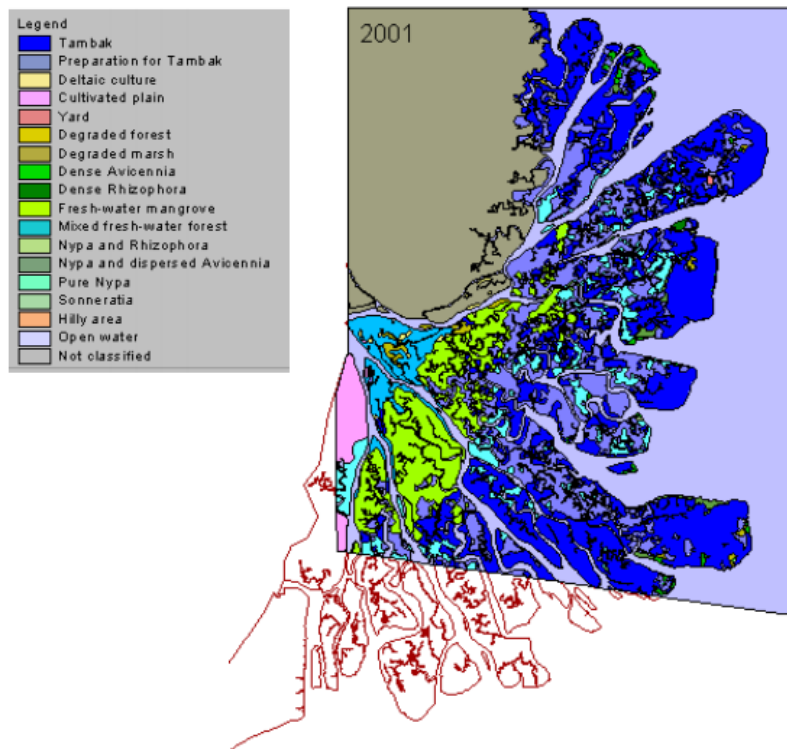 Legend
Tambak
Preparation for Tambak
Deltaic culture
Cultivated plain
Yard
Degraded forest
Degraded marsh
Dense Avicennia
Dense Rhizophora
Fresh-water mangrove
Mixed fresh-water forest
Nypa and Rhizophora
Nypa and dispersed Avicennia
Pure Nypa
Sonneratia
Hilly area
Open water
Not classified
2001